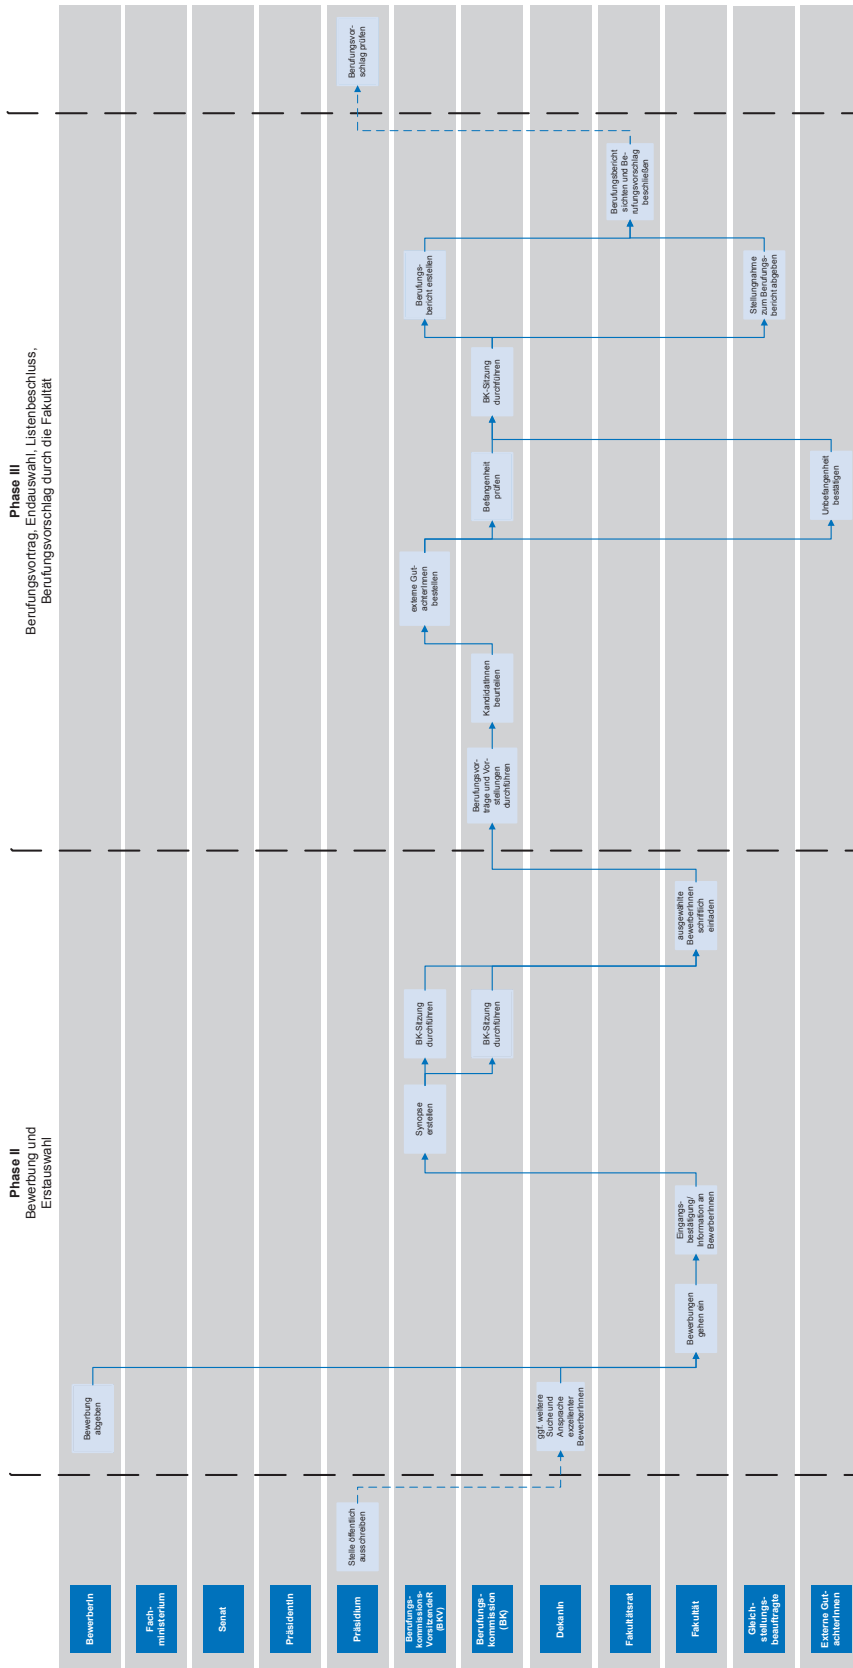 Phase II
Bewerbung und
Erstauswahl
Phase III
Berufungsvortrag, Endauswahl, Listenbeschluss,
Berufungsvorschlag durch die Fakultät
BewerberIn
Bewerbung
abgeben
Fach-
ministerium
Senat
PräsidentIn
Präsidium
Stelle öffentlich
ausschreiben
Berufungsvor-
schlag prüfen
Berufungs-
kommissions-
VorsitzendeR
(BKV)
Synopse
erstellen
BK-Sitzung
durchführen
externe Gut-
achterInnen
bestellen
Berufungs-
bericht erstellen
Berufungs-
kommission
(BK)
BK-Sitzung
durchführen
Berufungsvor-
träge und Vor-
stellungen
durchführen
KandidatInnen
beurteilen
Befangenheit
prüfen
BK-Sitzung
durchführen
DekanIn
ggf. weitere
Suche und
Ansprache
exzellenter
BewerberInnen
Fakultätsrat
Berufungsbericht
sichten und Be-
rufungsvorschlag
beschließen
Fakultät
Bewerbungen
gehen ein
Eingangs-
bestätigung/
Information an
BewerberInnen
ausgewählte
BewerberInnen
schriftlich
einladen
Gleich-
stellungs-
beauftragte
Stellungnahme
zum Berufungs-
bericht abgeben
Externe Gut-
achterInnen
Unbefangenheit
bestätigen